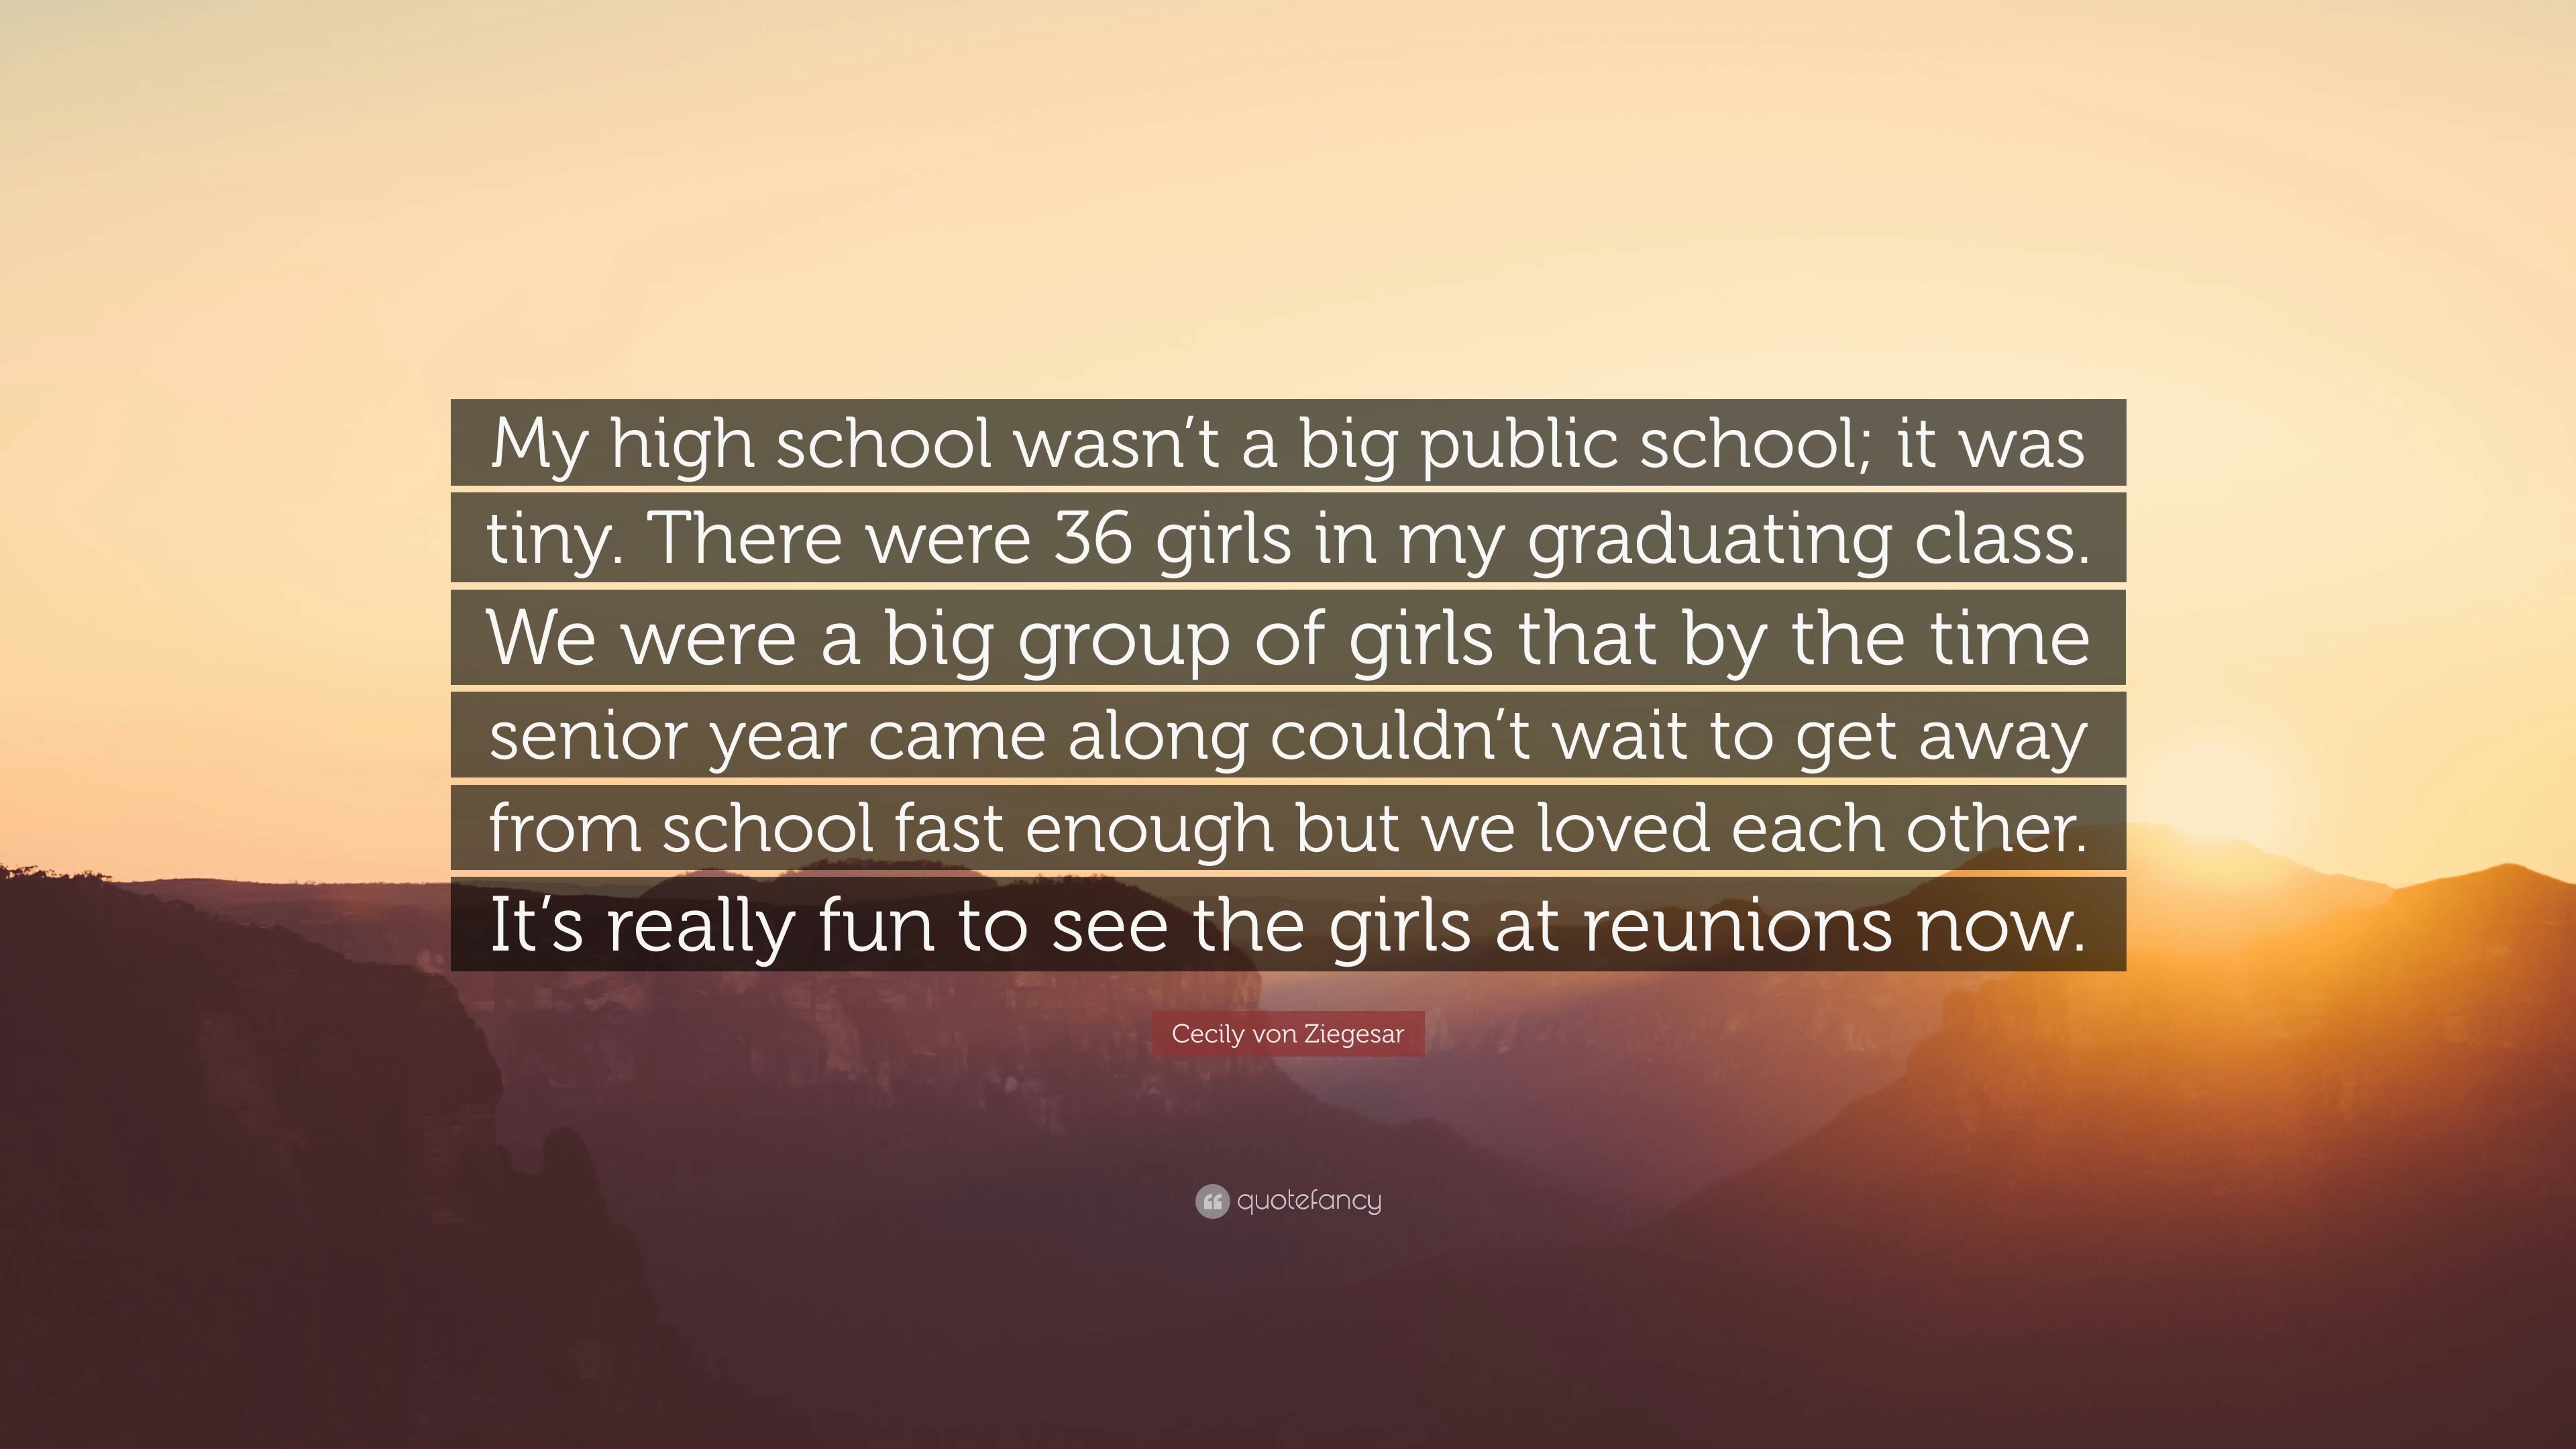 My high school wasn’t a big public school; it was
tiny. There were 36 girls in my graduating class.
We were a big group of girls that by the time
senior year came along couldn’t wait to get away
from school fast enough but we loved each other.
It’s really fun to see the girls at reunions now.
Cecily von Ziegesar
quotefancy